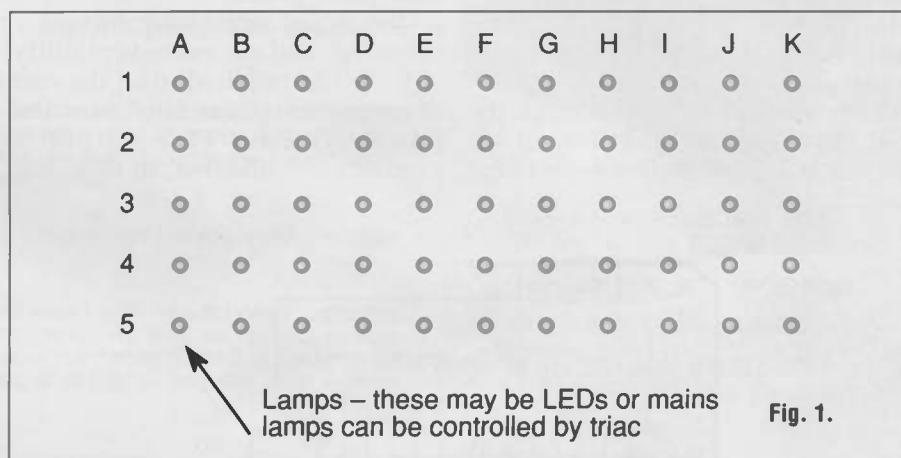 A B C D E F G H I J K
1
2
3
4
5
Lamps – these may be LEDs or mains
lamps can be controlled by triac
Fig. 1.